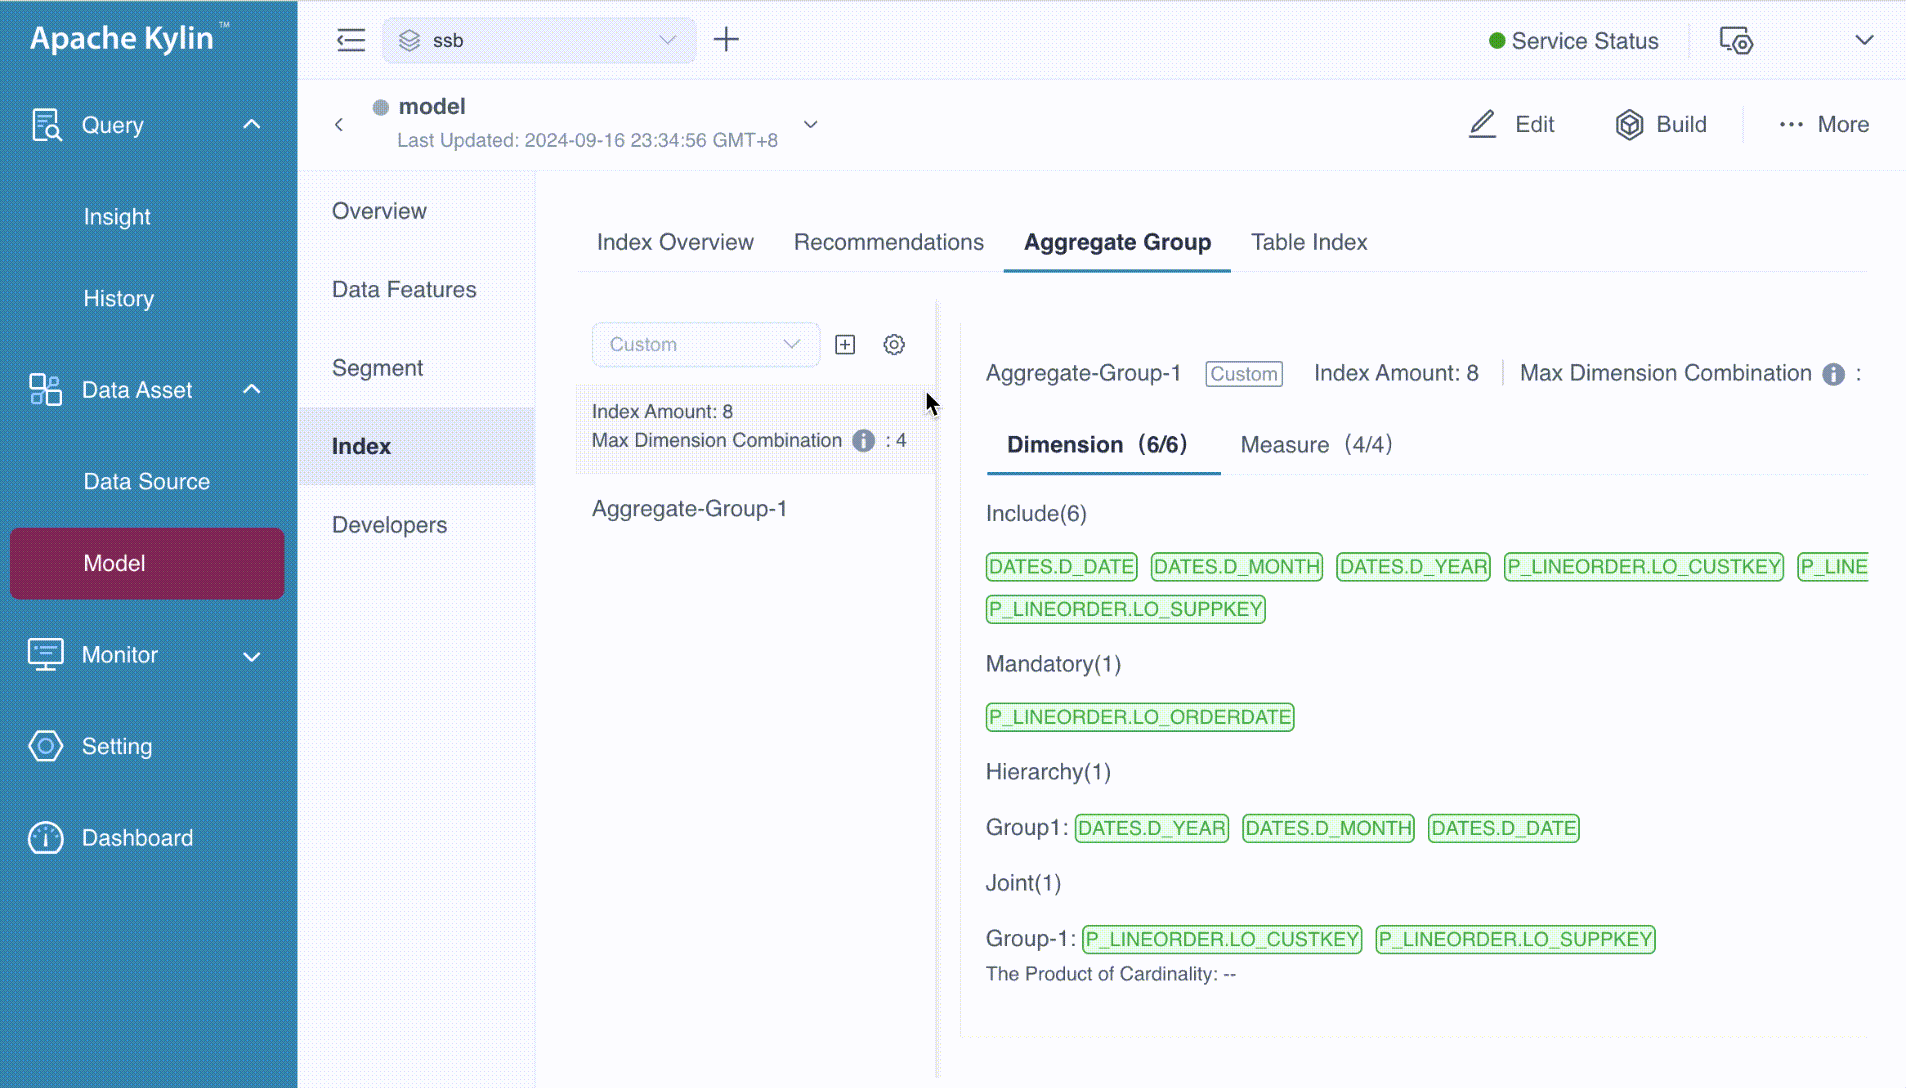 Apache Kylin™
Query
Insight
History
Data Asset
Data Source
Model
Monitor
Setting
Dashboard
ssb
Service Status
model
Last Updated: 2024-09-16 23:34:56 GMT+8
Edit
Build
More
Overview
Data Features
Segment
Index
Developers
Index Overview
Recommendations
Aggregate Group
Table Index
Custom
Index Amount: 8
Max Dimension Combination : 4
Aggregate-Group-1
Aggregate-Group-1 Custom Index Amount: 8 Max Dimension Combination :
Dimension (6/6) Measure (4/4)
Include(6)
DATES.D_DATE DATES.D_MONTH DATES.D_YEAR P_LINEORDER.LO_CUSTKEY P_LINE
P_LINEORDER.LO_SUPPKEY
Mandatory(1)
P_LINEORDER.LO_ORDERDATE
Hierarchy(1)
Group1: DATES.D_YEAR DATES.D_MONTH DATES.D_DATE
Joint(1)
Group-1: P_LINEORDER.LO_CUSTKEY P_LINEORDER.LO_SUPPKEY
The Product of Cardinality: --